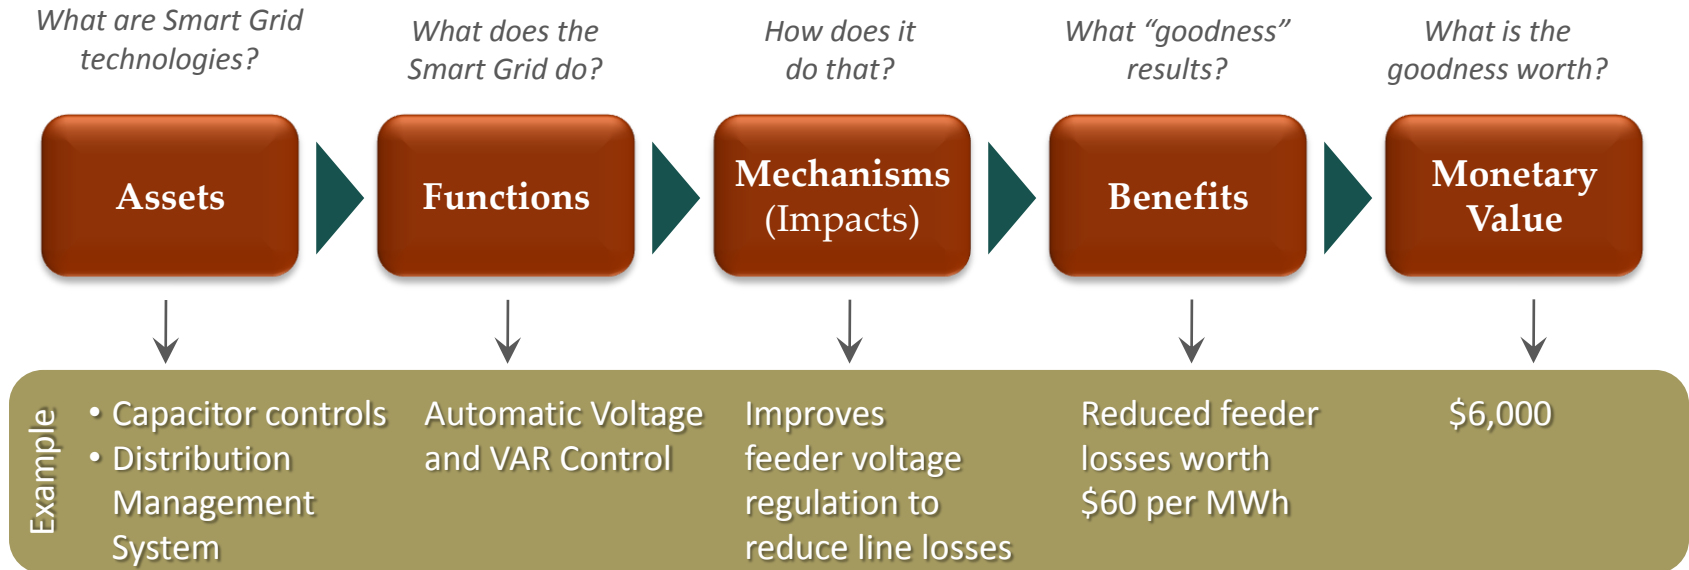 What are Smart Grid
technologies?
What does the
Smart Grid do?
How does it
do that?
What “goodness”
results?
What is the
goodness worth?
Assets
Functions
Mechanisms
(Impacts)
Benefits
Monetary
Value
Example
• Capacitor controls
• Distribution
Management
System
Automatic Voltage
and VAR Control
Improves
feeder voltage
regulation to
reduce line losses
Reduced feeder
losses worth
$60 per MWh
$6,000